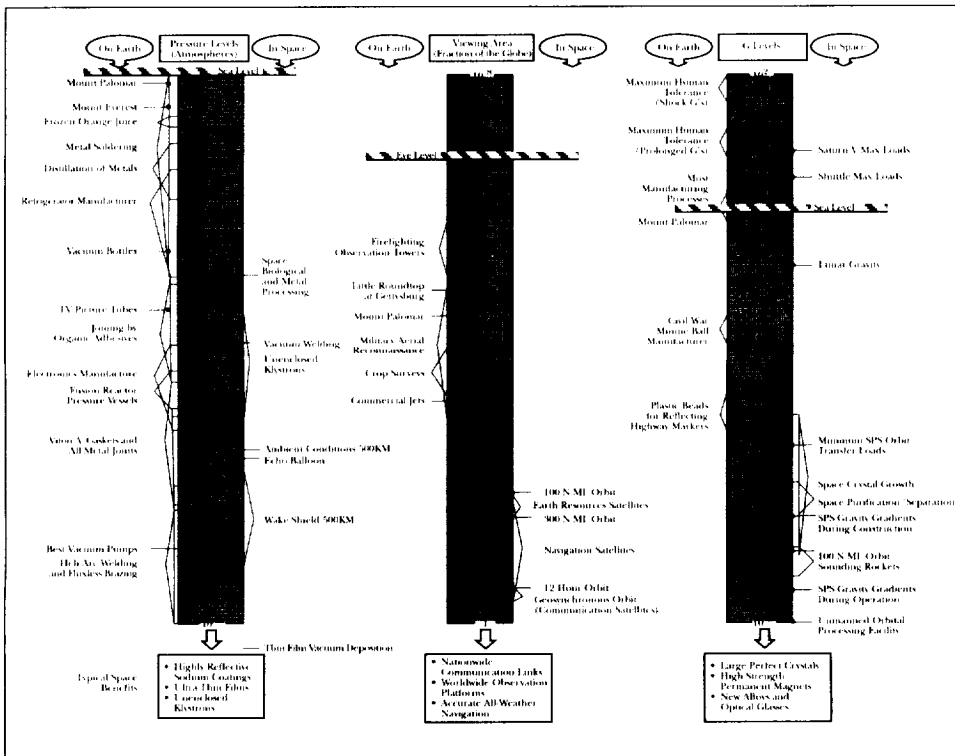 On Earth
Pressure Levels
(Atmospheres)
In Space
Sea Level
Mount Palomar
Mount Everest
Frozen Orange Juice
Metal Soldering
Distillation of Metals
Refrigerator Manufacturer
Vacuum Bottles
Space
Biological
and Metal
Processing
TV Picture Tubes
Joining by
Organic Adhesives
Vacuum Welding
Unenclosed
Klystrons
Electronics Manufacture
Fusion Reactor
Pressure Vessels
Viton A Gaskets and
All Metal Joints
Ambient Conditions 500KM
Echo Balloon
Wake Shield 500KM
Best Vacuum Pumps
Arc Welding
and Fluxless Brazing
Thin Film Vacuum Deposition
Typical Space
Benefits
• Highly Reflective
Sodium Coatings
• Ultra Thin Films
• Unenclosed
Klystrons
On Earth
Viewing Area
(Fraction of the Globe)
In Space
Eye Level
Firefighting
Observation Towers
Little Roundtop
at Gettysburg
Mount Palomar
Military Aerial
Reconnaissance
Crop Surveys
Commercial Jets
100 N MI Orbit
Earth Resources Satellites
300 N MI Orbit
Navigation Satellites
12 Hour Orbit
Geosynchronous Orbit
(Communication Satellites)
• Nationwide
Communication Links
• Worldwide Observation
Platforms
• Accurate All-Weather
Navigation
On Earth
G Levels
In Space
Maximum Human
Tolerance
(Shock G's)
Maximum Human
Tolerance
(Prolonged G's)
Saturn V Max Loads
Shuttle Max Loads
Most
Manufacturing
Processes
Sea Level
Mount Palomar
Lunar Gravity
Civil War
Minnie Ball
Manufacturer
Plastic Beads
for Reflecting
Highway Markers
Minimum SPS Orbit
Transfer Loads
Space Crystal Growth
Space Purification/Separation
SPS Gravity Gradients
During Construction
100 N MI Orbit
Sounding Rockets
SPS Gravity Gradients
During Operation
Unmanned Orbital
Processing Facility
• Large Perfect Crystals
• High Strength
Permanent Magnets
• New Alloys and
Optical Glasses